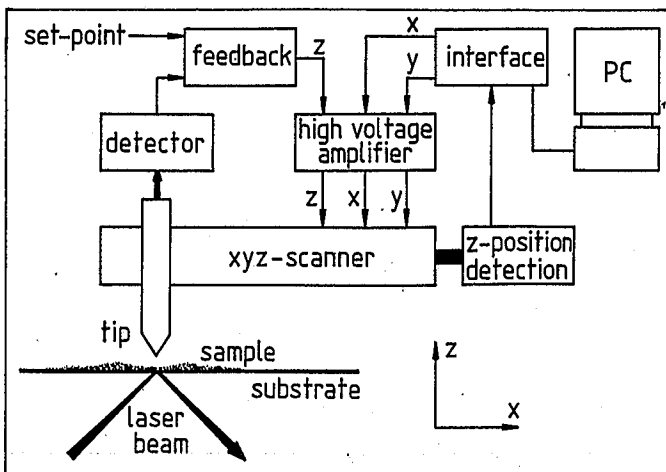 set-point
feedback
z
x
y
interface
PC
detector
high voltage
amplifier
z
x
y
xyz-scanner
z-position
detection
tip
sample
substrate
laser
beam
z
x